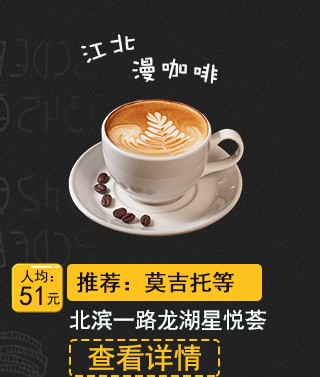 江北
漫咖啡
人均：
51元
推荐：莫吉托等
北滨一路龙湖星悦荟
查看详情